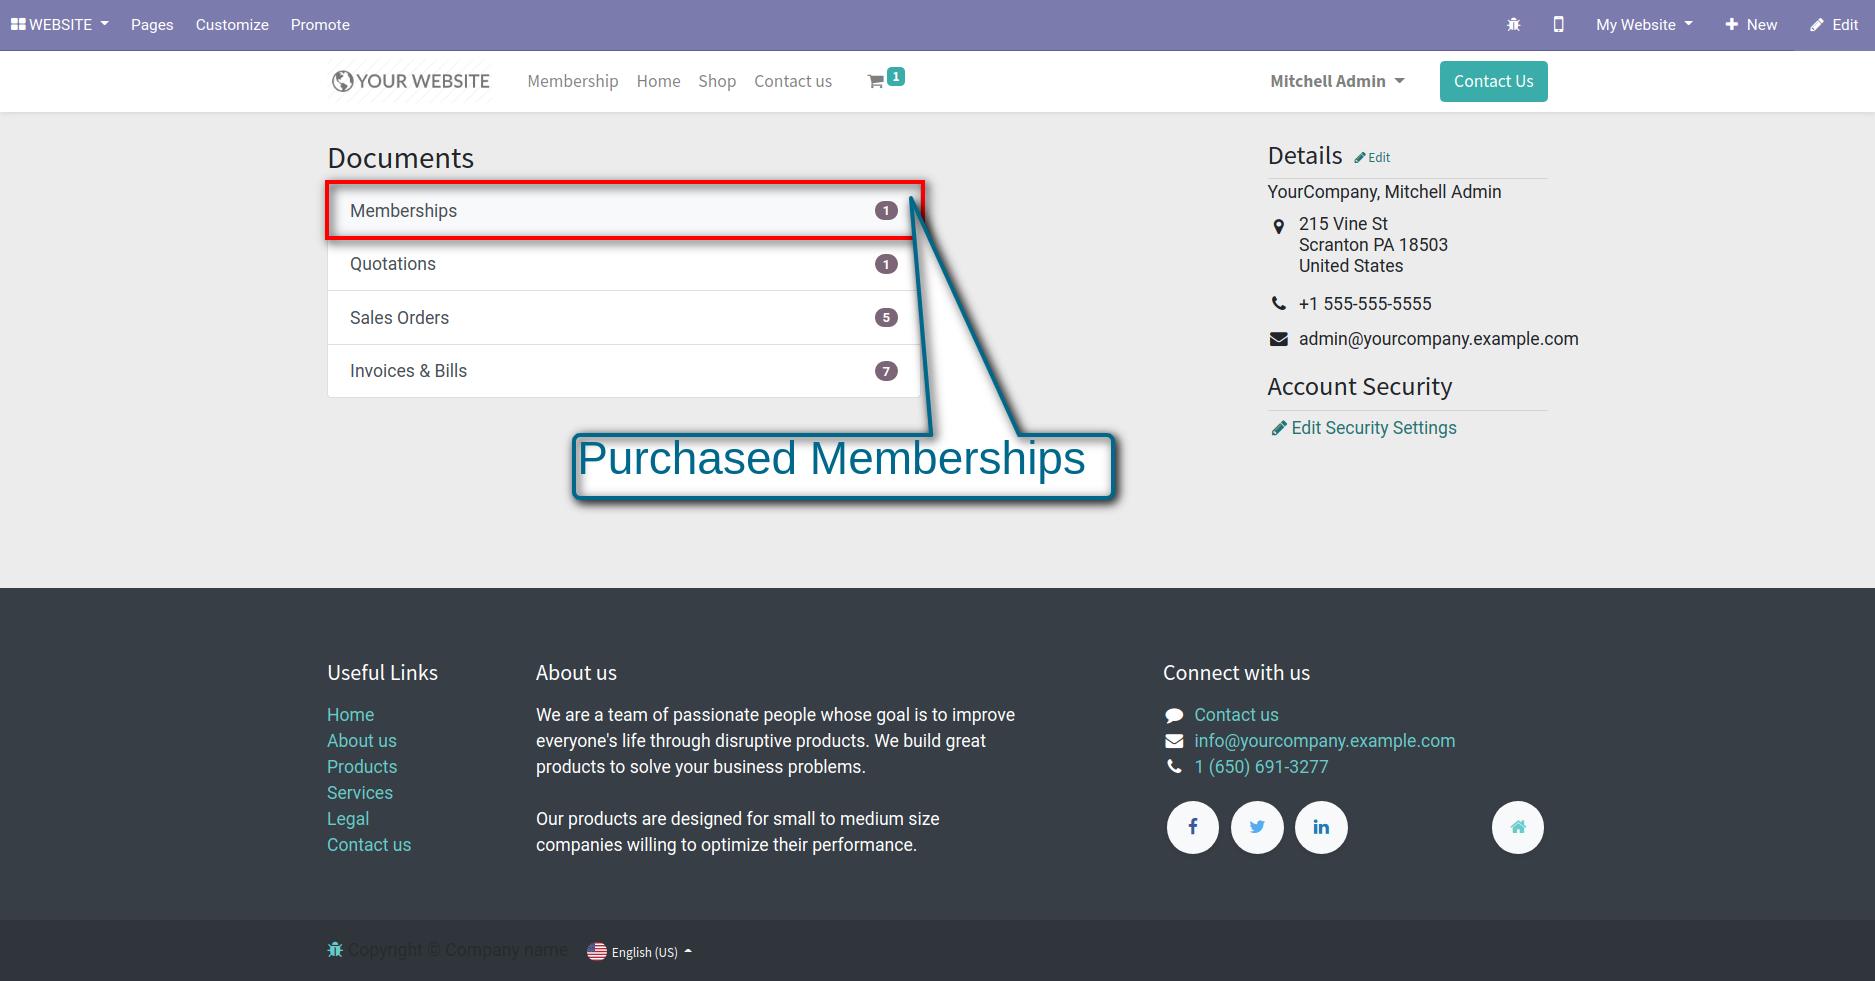 WEBSITE Pages Customize Promote My Website New Edit
YOUR WEBSITE Membership Home Shop Contact us 1 Mitchell Admin Contact Us
Documents
Memberships 1
Quotations 1
Sales Orders 5
Invoices & Bills 7
Purchased Memberships
Details Edit
YourCompany, Mitchell Admin
215 Vine St
Scranton PA 18503
United States
+1 555-555-5555
admin@yourcompany.example.com
Account Security
Edit Security Settings
Useful Links
Home
About us
Products
Services
Legal
Contact us
About us
We are a team of passionate people whose goal is to improve
everyone's life through disruptive products. We build great
products to solve your business problems.
Our products are designed for small to medium size
companies willing to optimize their performance.
Connect with us
Contact us
info@yourcompany.example.com
1 (650) 691-3277
Copyright © Company name English (US)